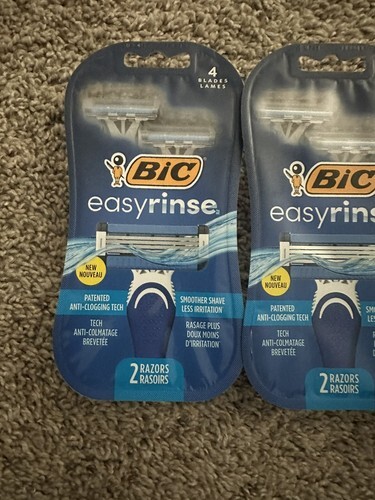 4
BLADES
LAMES
BIC
easyrinse
NEW
NOUVEAU
PATENTED
ANTI-CLOGGING TECH
TECH
ANTI-COLMATAGE
BREVETÉE
SMOOTHER SHAVE
LESS IRRITATION
RASAGE PLUS
DOUX MOINS
D'IRRITATION
2 RAZORS
RASOIRS
BIC
easyrins
NEW
NOUVEAU
PATENTED
ANTI-CLOGGING TECH
TECH
ANTI-COLMATAGE
BREVETÉE
2 RAZORS
RASOIRS